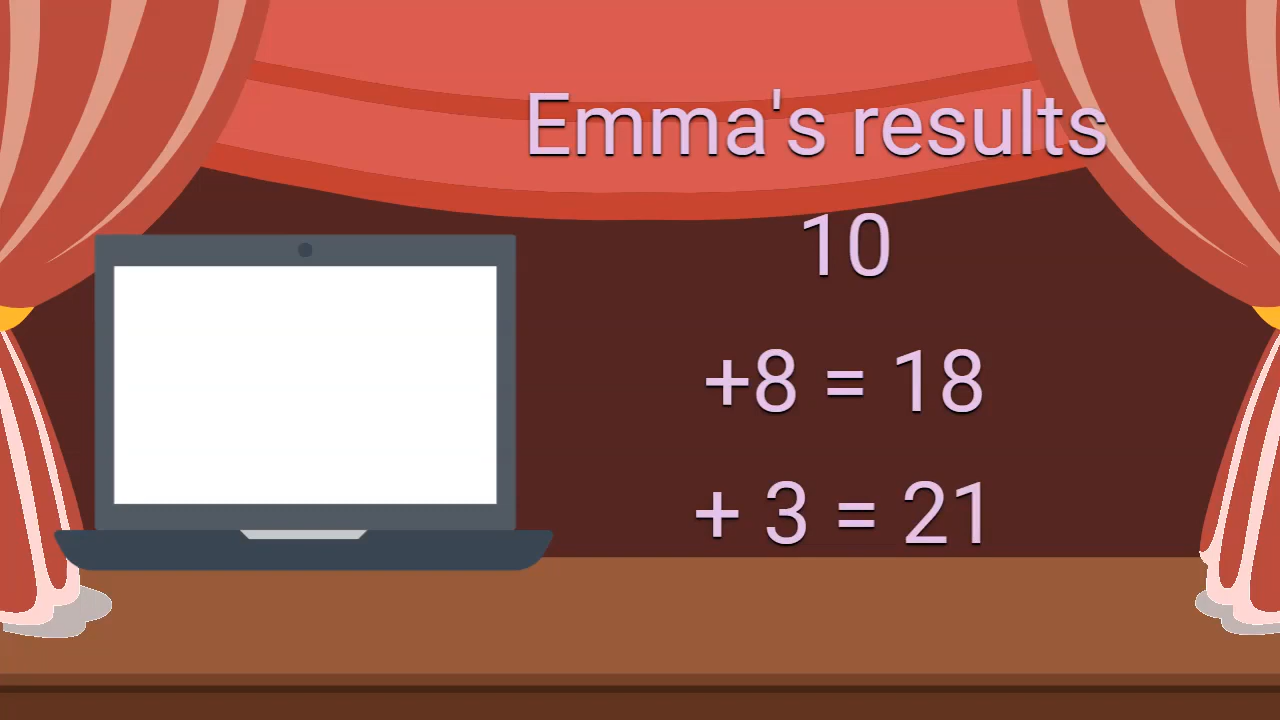 Emma's results
10
+8 = 18
+ 3 = 21